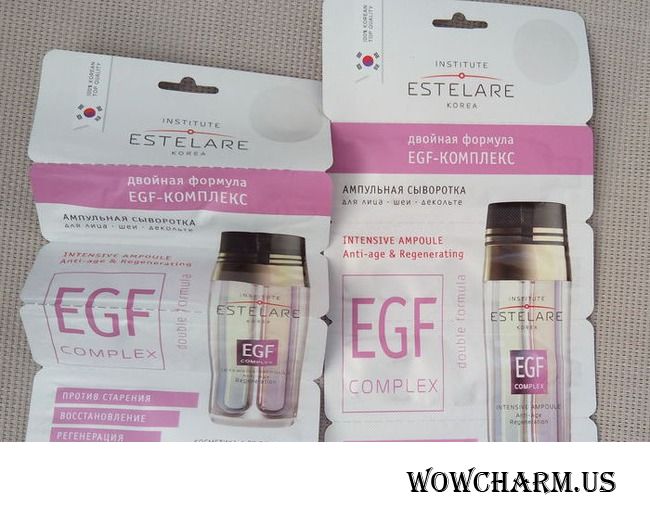 100% KOREAN
TOP QUALITY
INSTITUTE
ESTELARE
KOREA
двойная формула
EGF-КОМПЛЕКС
АМПУЛЬНАЯ СЫВОРОТКА
для лица · шеи · декольте
INTENSIVE AMPOULE
Anti-age & Regenerating
EGF
COMPLEX
double formula
INSTITUTE
ESTELARE
KOREA
EGF
COMPLEX
Regeneration
ПРОТИВ СТАРЕНИЯ
ВОССТАНОВЛЕНИЕ
РЕГЕНЕРАЦИЯ
100% KOREAN
TOP QUALITY
INSTITUTE
ESTELARE
KOREA
двойная формула
EGF-КОМПЛЕКС
АМПУЛЬНАЯ СЫВОРОТКА
для лица · шеи · декольте
INTENSIVE AMPOULE
Anti-age & Regenerating
EGF
COMPLEX
double formula
INSTITUTE
ESTELARE
KOREA
EGF
COMPLEX
INTENSIVE AMPOULE
Anti-age
Regeneration
WOWCHARM.US